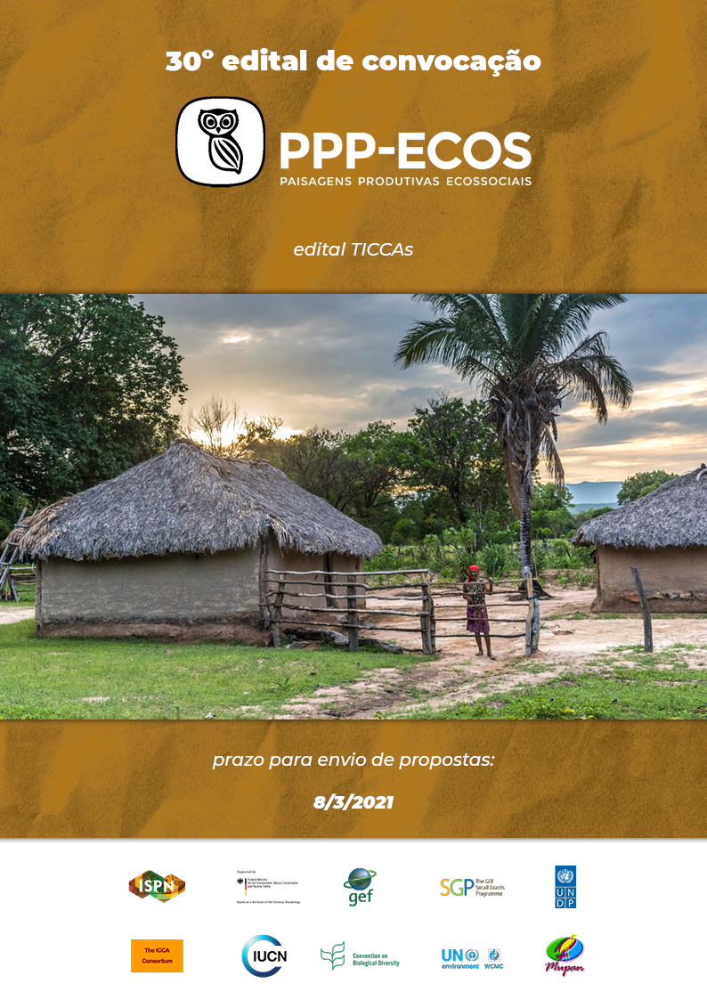 30º edital de convocação
PPP-ECOS
PAISAGENS PRODUTIVAS ECOSSOCIAIS
edital TICCAs
prazo para envio de propostas:
8/3/2021
ISPN
Supported by:
Federal Ministry
for the Environment, Nature Conservation
and Nuclear Safety
based on a decision of the German Bundestag
gef
SGP The GEF
Small Grants
Programme
UN
DP
The ICCA
Consortium
IUCN
Convention on
Biological Diversity
UN
environment WCMC
Mupan